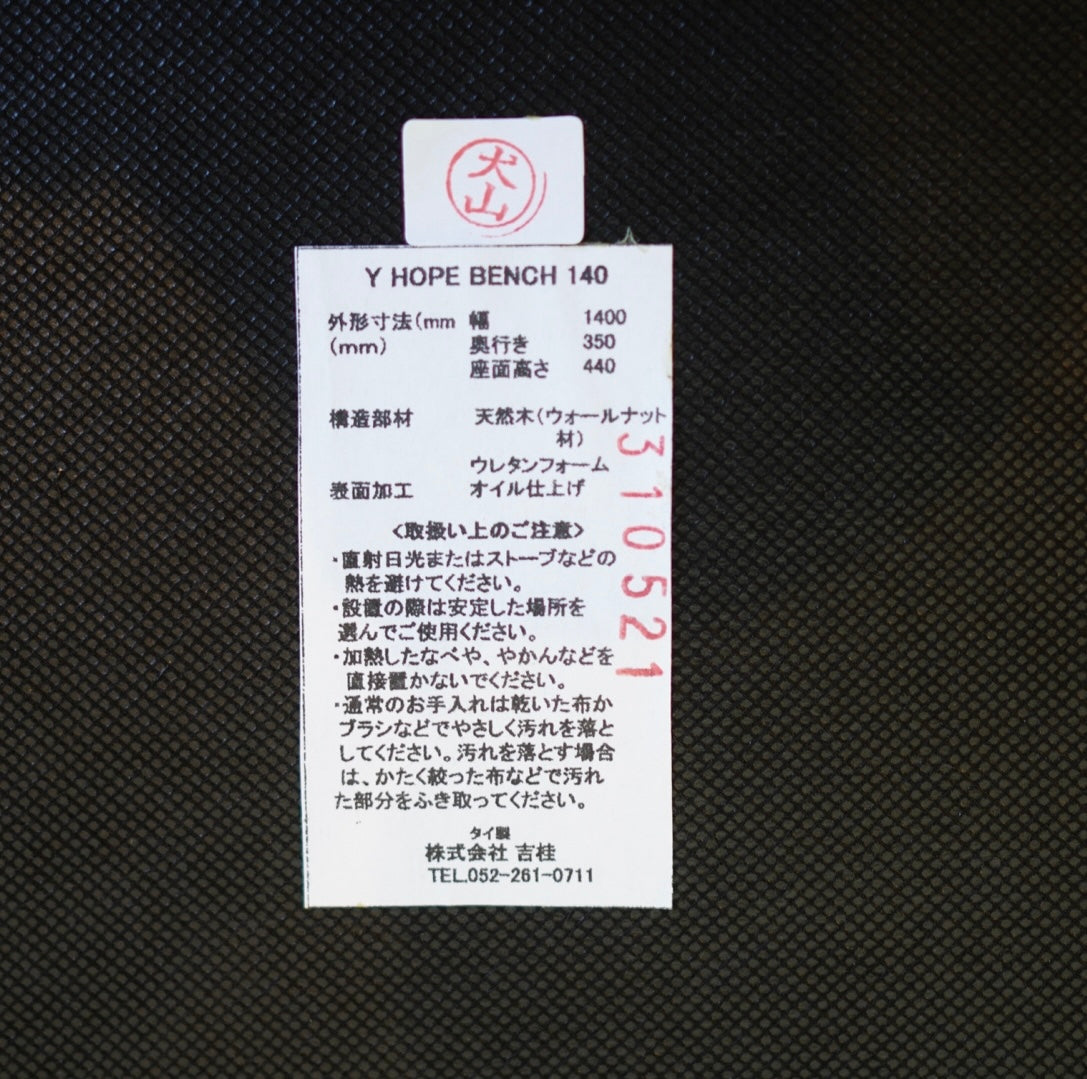 犬山
Y HOPE BENCH 140
外形寸法(mm 幅 1400
(mm) 奥行き 350
座面高さ 440
構造部材 天然木(ウォールナット
材)
ウレタンフォーム
表面加工 オイル仕上げ
<取扱い上のご注意>
・直射日光またはストーブなどの
熱を避けてください。
・設置の際は安定した場所を
選んでご使用ください。
・加熱したなべや、やかんなどを
直接置かないでください。
・通常のお手入れは乾いた布か
ブラシなどでやさしく汚れを落と
してください。汚れを落とす場合
は、かたく絞った布などで汚れ
た部分をふき取ってください。
タイ製
株式会社 吉桂
TEL.052-261-0711
310521